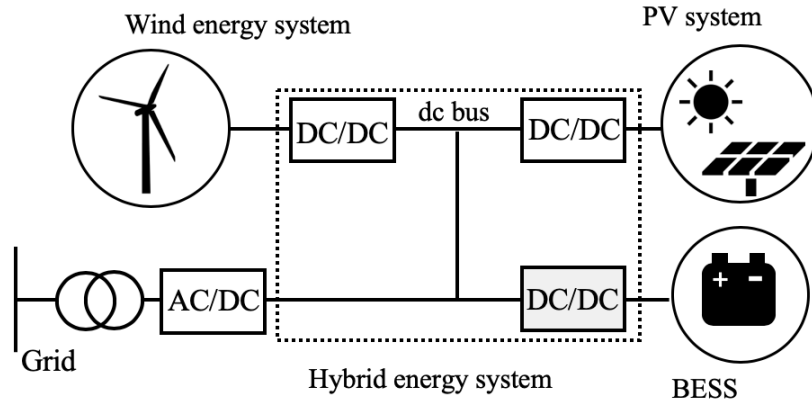 Wind energy system
PV system
DC/DC
dc bus
DC/DC
AC/DC
DC/DC
+ -
Grid
Hybrid energy system
BESS